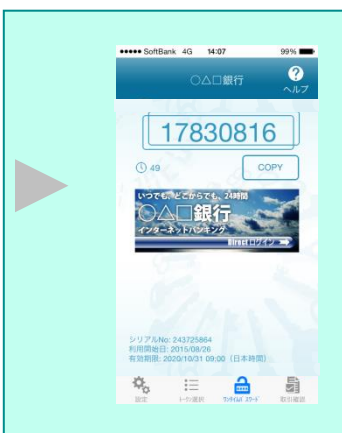 SoftBank 4G 14:07 99%
○△□銀行
?
ヘルプ
17830816
49 COPY
いつでも、どこからでも、24時間
○△□銀行
インターネットバンキング
Direct ログイン
シリアルNo: 243725864
利用開始日: 2015/08/26
有効期限: 2020/10/31 09:00（日本時間）
設定 トークン選択 ワンタイムパスワード 取引確認